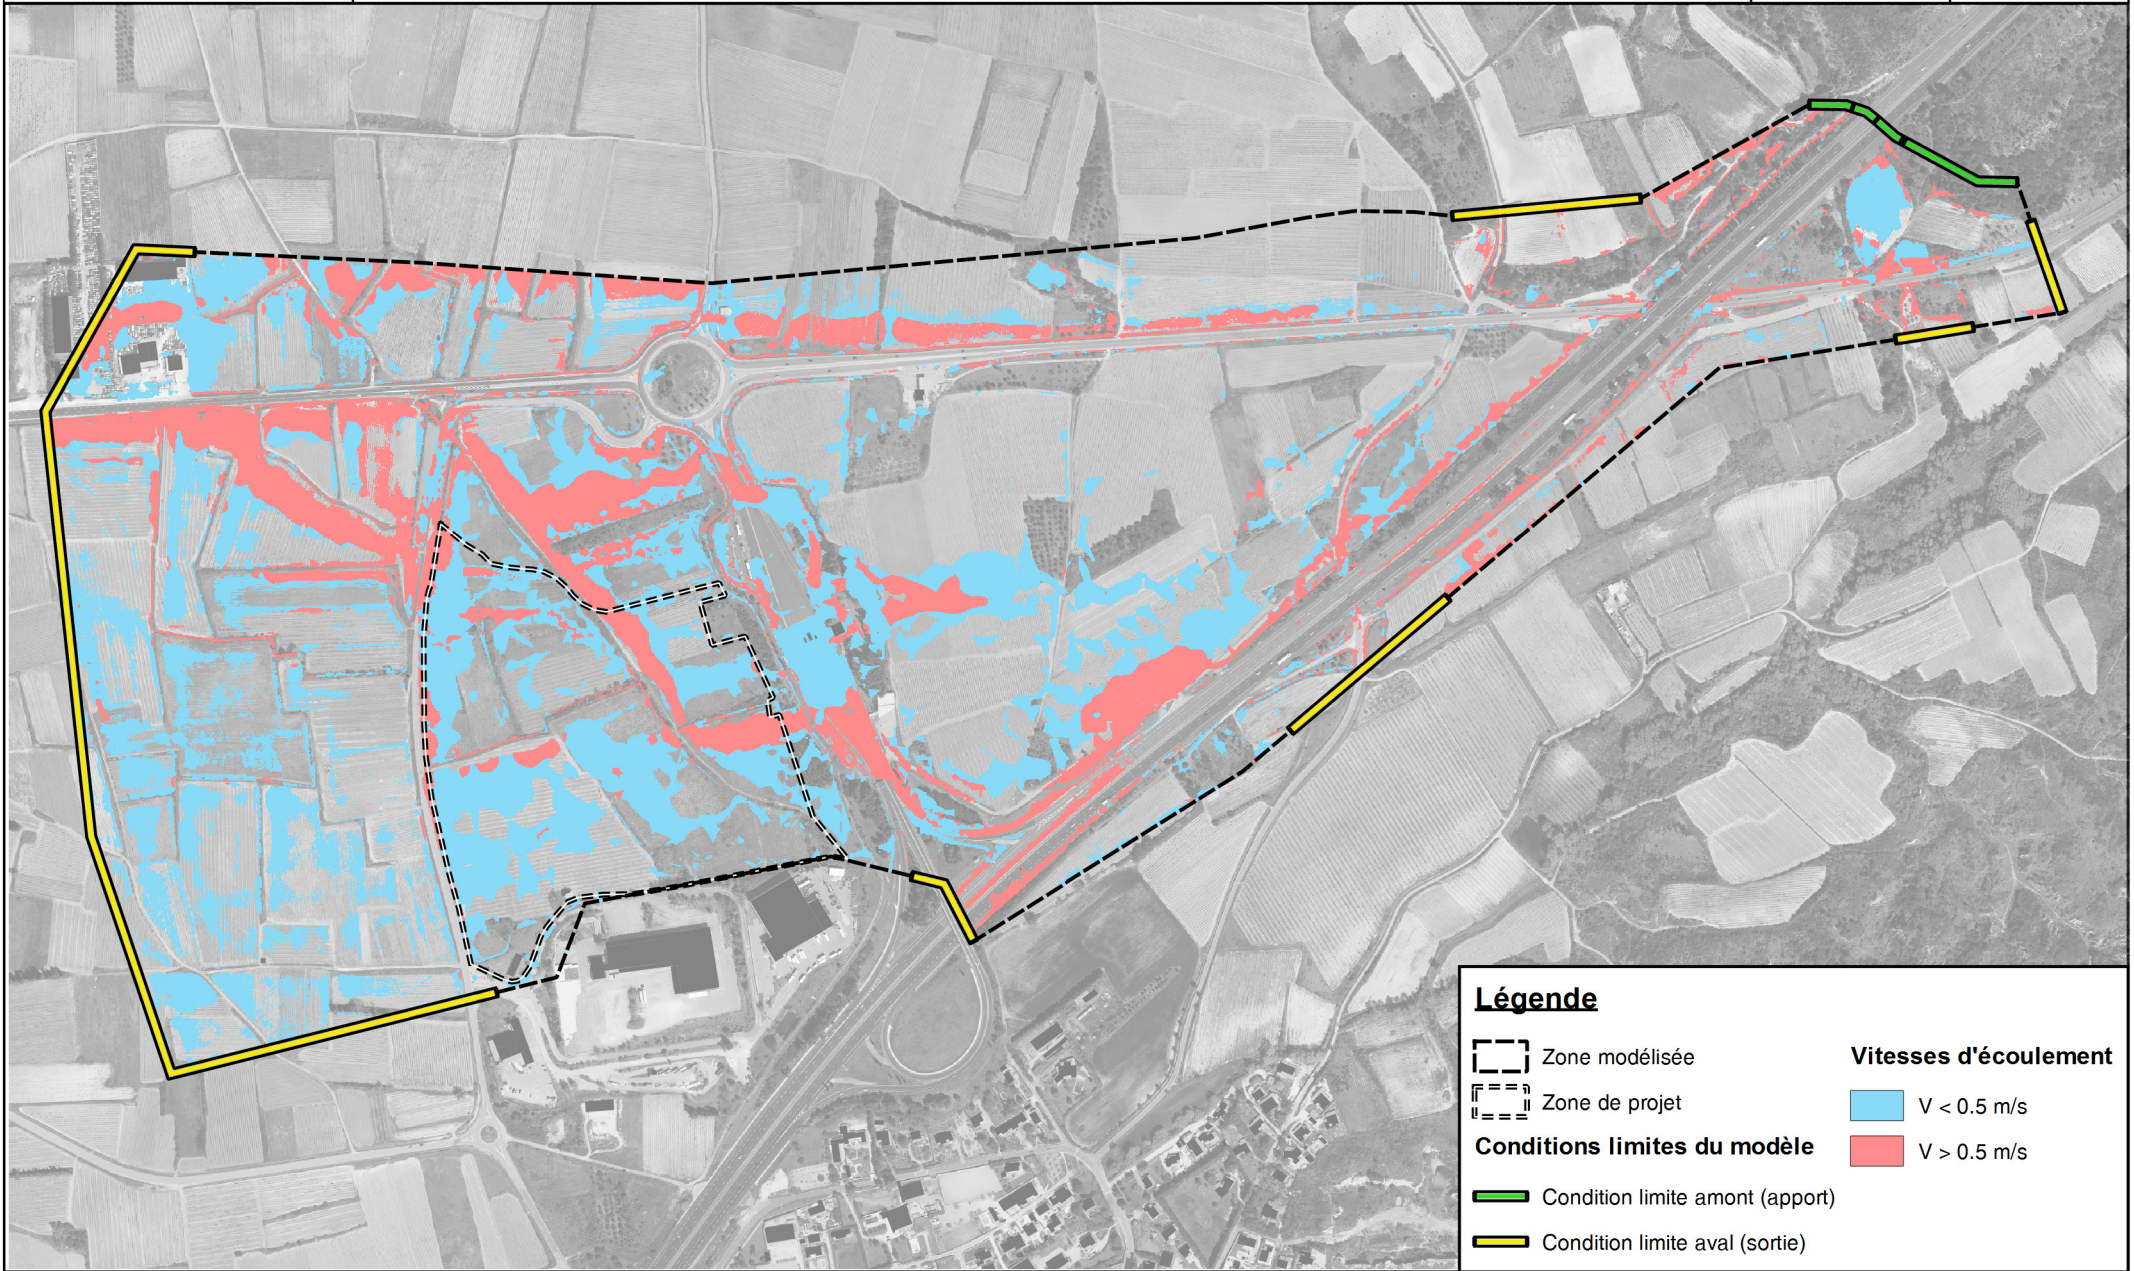 Légende
Zone modélisée
Zone de projet
Conditions limites du modèle
Condition limite amont (apport)
Condition limite aval (sortie)
Vitesses d'écoulement
V < 0.5 m/s
V > 0.5 m/s